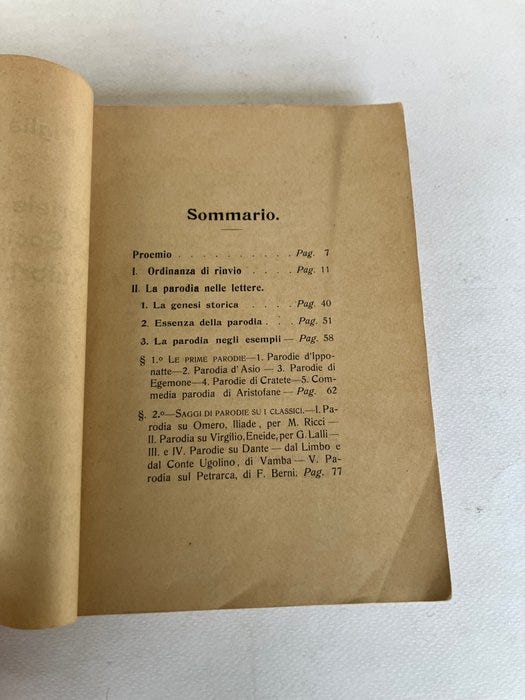 Sommario.
Proemio . . . . . . . . . . Pag. 7
I. Ordinanza di rinvio . . . . Pag. 11
II. La parodia nelle lettere.
1. La genesi storica . . . . Pag. 40
2. Essenza della parodia . . . Pag. 51
3. La parodia negli esempli — Pag. 58
§ 1.º LE PRIME PARODIE—1. Parodie d'Ippo-
natte—2. Parodia d'Asio — 3. Parodie di
Egemone—4. Parodie di Cratete—5. Com-
media parodia di Aristofane— Pag. 62
§. 2.º—SAGGI DI PARODIE SU I CLASSICI.—I. Pa-
rodia su Omero, Iliade, per M. Ricci —
II. Parodia su Virgilio, Eneide, per G. Lalli —
III. e IV. Parodie su Dante — dal Limbo e
dal Conte Ugolino, di Vamba — V. Pa-
rodia sul Petrarca, di F. Berni. Pag. 77